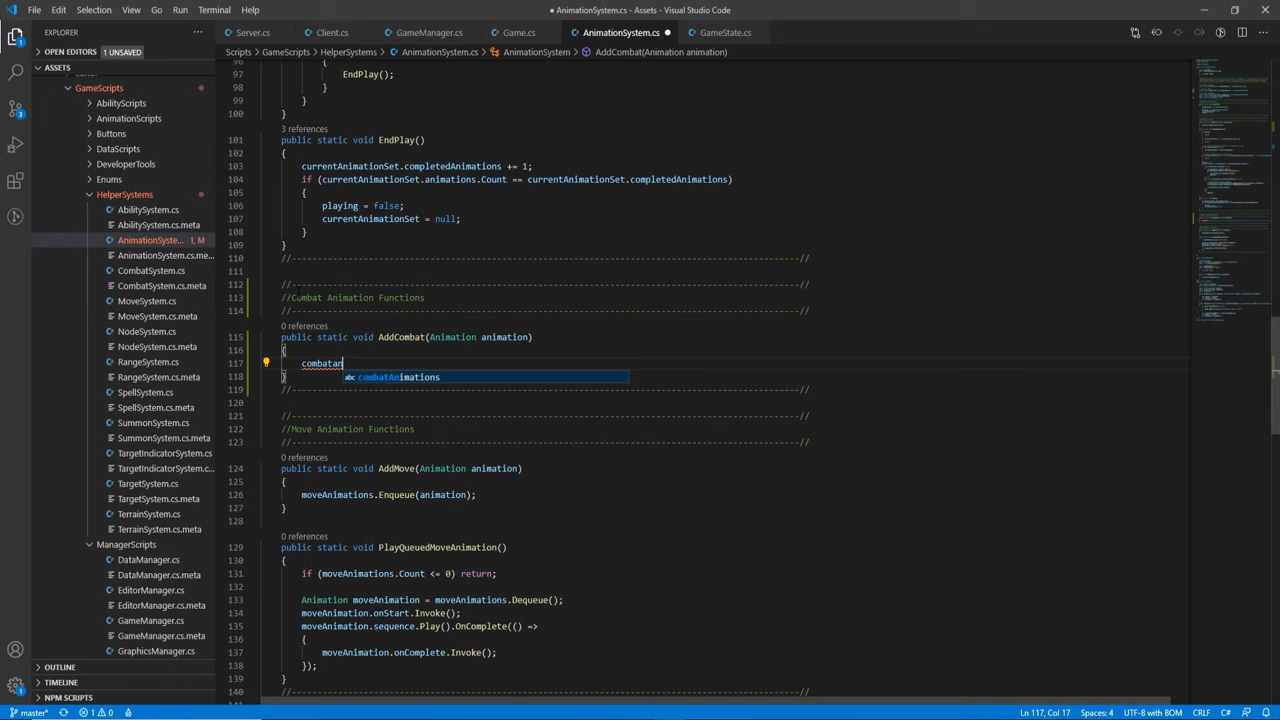 File Edit Selection View Go Run Terminal Help
● AnimationSystem.cs - Assets - Visual Studio Code
EXPLORER
Server.cs Client.cs GameManager.cs Game.cs AnimationSystem.cs GameState.cs
OPEN EDITORS 1 UNSAVED
Scripts > GameScripts > HelperSystems > AnimationSystem.cs > AnimationSystem > AddCombat(Animation animation)
ASSETS
GameScripts
AbilityScripts
AnimationScripts
Buttons
DataScripts
DeveloperTools
Enums
HelperSystems
AbilitySystem.cs
AbilitySystem.cs.meta
AnimationSyste... 1, M
AnimationSystem.cs.me...
CombatSystem.cs
CombatSystem.cs.meta
MoveSystem.cs
MoveSystem.cs.meta
NodeSystem.cs
NodeSystem.cs.meta
RangeSystem.cs
RangeSystem.cs.meta
SpellSystem.cs
SpellSystem.cs.meta
SummonSystem.cs
SummonSystem.cs.meta
TargetIndicatorSystem.cs
TargetIndicatorSystem.c...
TargetSystem.cs
TargetSystem.cs.meta
TerrainSystem.cs
TerrainSystem.cs.meta
ManagerScripts
DataManager.cs
DataManager.cs.meta
EditorManager.cs
EditorManager.cs.meta
GameManager.cs
GameManager.cs.meta
GraphicsManager.cs
OUTLINE
TIMELINE
NPM SCRIPTS
96 {
97 EndPlay();
98 }
99 }
100 }
3 references
101 public static void EndPlay()
102 {
103 currentAnimationSet.completedAnimations += 1;
104 if (currentAnimationSet.animations.Count == currentAnimationSet.completedAnimations)
105 {
106 playing = false;
107 currentAnimationSet = null;
108 }
109 }
110 //----------------------------------------------------------------------------------------------------//
111
112 //----------------------------------------------------------------------------------------------------//
113 //Combat Animation Functions
114 //----------------------------------------------------------------------------------------------------//
0 references
115 public static void AddCombat(Animation animation)
116 {
117 combatan
combatAnimations
118 }
119 //----------------------------------------------------------------------------------------------------//
120
121 //----------------------------------------------------------------------------------------------------//
122 //Move Animation Functions
123 //----------------------------------------------------------------------------------------------------//
0 references
124 public static void AddMove(Animation animation)
125 {
126 moveAnimations.Enqueue(animation);
127 }
128
0 references
129 public static void PlayQueuedMoveAnimation()
130 {
131 if (moveAnimations.Count <= 0) return;
132
133 Animation moveAnimation = moveAnimations.Dequeue();
134 moveAnimation.onStart.Invoke();
135 moveAnimation.sequence.Play().OnComplete(() =>
136 {
137 moveAnimation.onComplete.Invoke();
138 });
139 }
140 //----------------------------------------------------------------------------------------------------//
master* 1 0 Ln 117, Col 17 Spaces: 4 UTF-8 with BOM CRLF C#